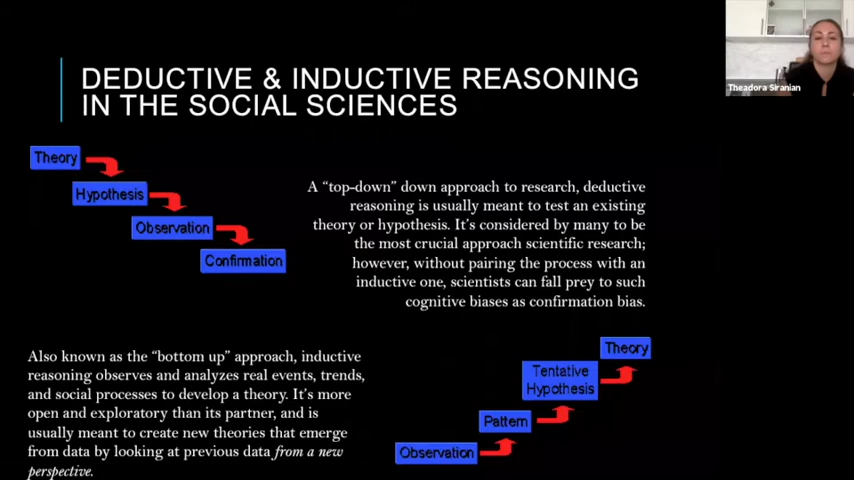 DEDUCTIVE & INDUCTIVE REASONING
IN THE SOCIAL SCIENCES
Theadora Siranian
Theory
Hypothesis
Observation
Confirmation
A “top-down” down approach to research, deductive
reasoning is usually meant to test an existing
theory or hypothesis. It’s considered by many to be
the most crucial approach scientific research;
however, without pairing the process with an
inductive one, scientists can fall prey to such
cognitive biases as confirmation bias.
Also known as the “bottom up” approach, inductive
reasoning observes and analyzes real events, trends,
and social processes to develop a theory. It’s more
open and exploratory than its partner, and is
usually meant to create new theories that emerge
from data by looking at previous data from a new
perspective.
Theory
Tentative
Hypothesis
Pattern
Observation